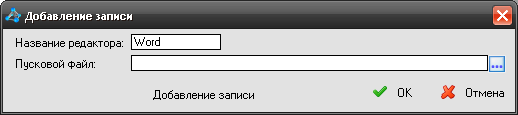 Добавление записи
Название редактора: Word
Пусковой файл: ...
Добавление записи OK Отмена